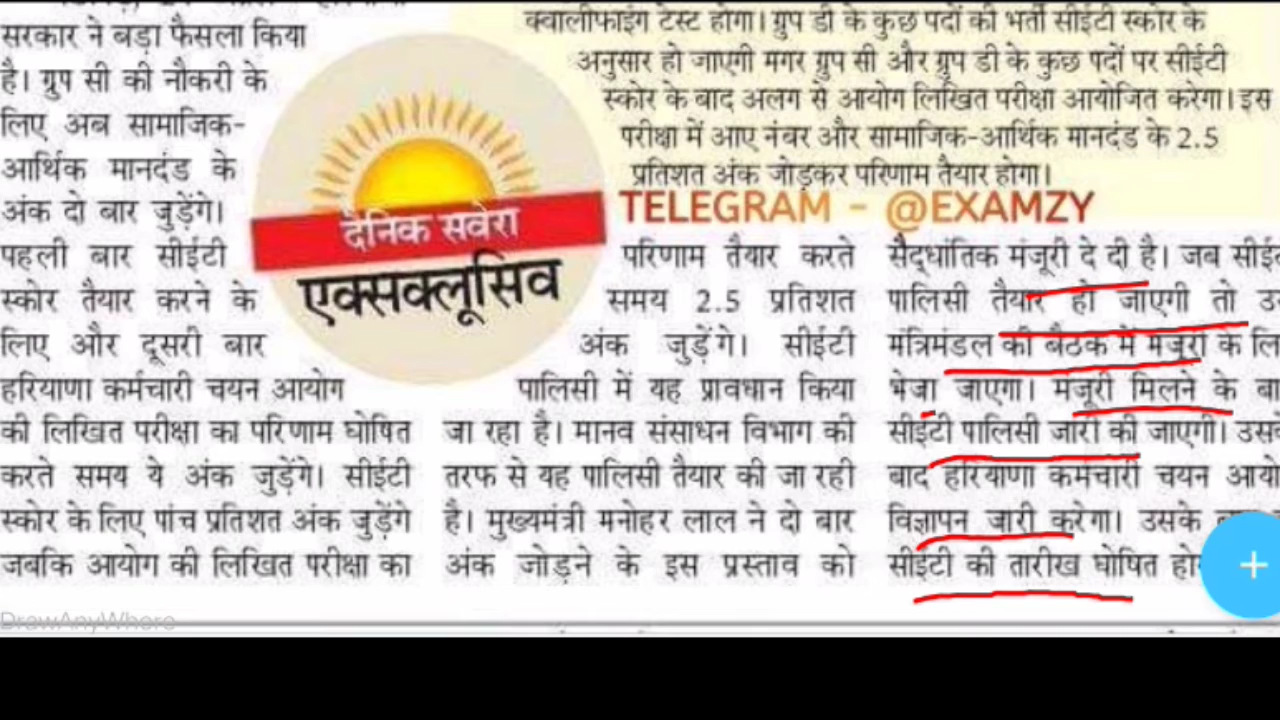 सरकार ने बड़ा फैसला किया
है। ग्रुप सी की नौकरी के
लिए अब सामाजिक-
आर्थिक मानदंड के
अंक दो बार जुड़ेंगे।
पहली बार सीईटी
स्कोर तैयार करने के
लिए और दूसरी बार
हरियाणा कर्मचारी चयन आयोग
की लिखित परीक्षा का परिणाम घोषित
करते समय ये अंक जुड़ेंगे। सीईटी
स्कोर के लिए पांच प्रतिशत अंक जुड़ेंगे
जबकि आयोग की लिखित परीक्षा का
दैनिक सवेरा
एक्सक्लूसिव
क्वालीफाइंग टेस्ट होगा। ग्रुप डी के कुछ पदों की भर्ती सीईटी स्कोर के
अनुसार हो जाएगी मगर ग्रुप सी और ग्रुप डी के कुछ पदों पर सीईटी
स्कोर के बाद अलग से आयोग लिखित परीक्षा आयोजित करेगा। इस
परीक्षा में आए नंबर और सामाजिक-आर्थिक मानदंड के 2.5
प्रतिशत अंक जोड़कर परिणाम तैयार होगा।
TELEGRAM - @EXAMZY
परिणाम तैयार करते
समय 2.5 प्रतिशत
अंक जुड़ेंगे। सीईटी
पालिसी में यह प्रावधान किया
जा रहा है। मानव संसाधन विभाग की
तरफ से यह पालिसी तैयार की जा रही
है। मुख्यमंत्री मनोहर लाल ने दो बार
अंक जोड़ने के इस प्रस्ताव को
सैद्धांतिक मंजूरी दे दी है। जब
पालिसी तैयार हो जाएगी तो
मंत्रिमंडल की बैठक में मंजूरी के
भेजा जाएगा। मंजूरी मिलने के
सीईटी पालिसी जारी की जाएगी।
बाद हरियाणा कर्मचारी चयन
विज्ञापन जारी करेगा। उसके
सीईटी की तारीख घोषित
DrawAnyWhere